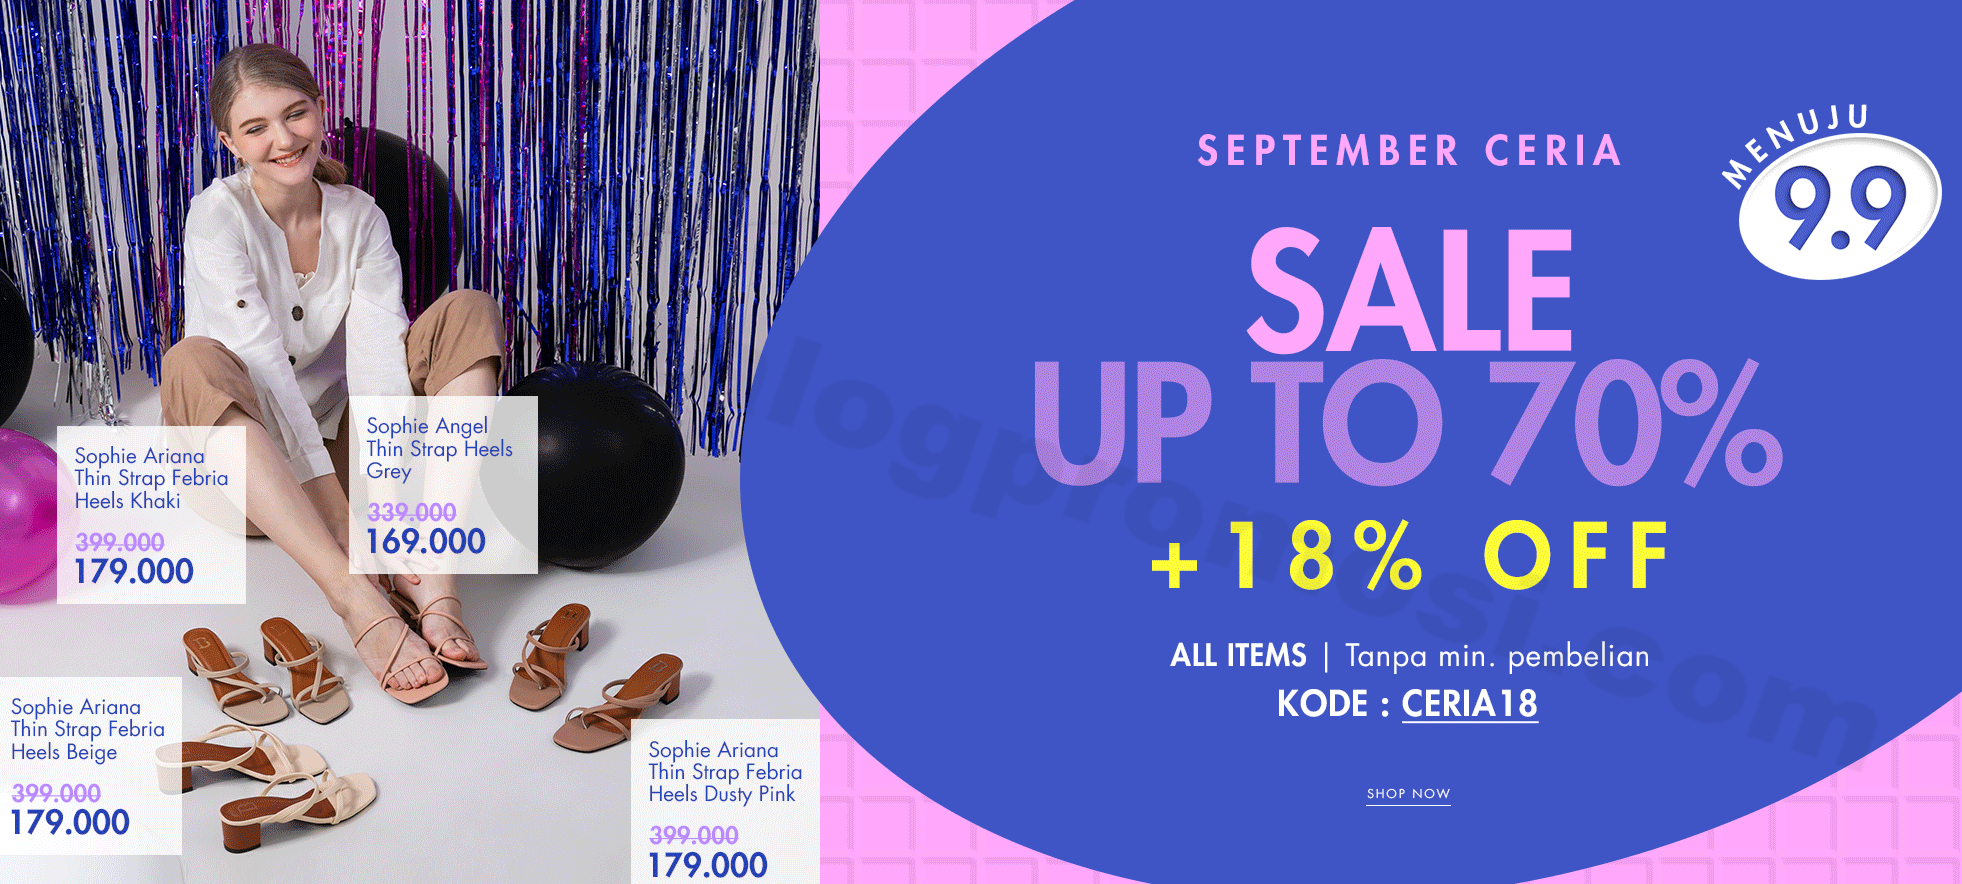 Sophie Angel
Thin Strap Heels
Grey
339.000
169.000
Sophie Ariana
Thin Strap Febria
Heels Khaki
399.000
179.000
Sophie Ariana
Thin Strap Febria
Heels Beige
399.000
179.000
Sophie Ariana
Thin Strap Febria
Heels Dusty Pink
399.000
179.000
MENUJU
9.9
SEPTEMBER CERIA
SALE
UP TO 70%
+18% OFF
ALL ITEMS | Tanpa min. pembelian
KODE : CERIA18
SHOP NOW
logpromosi.com